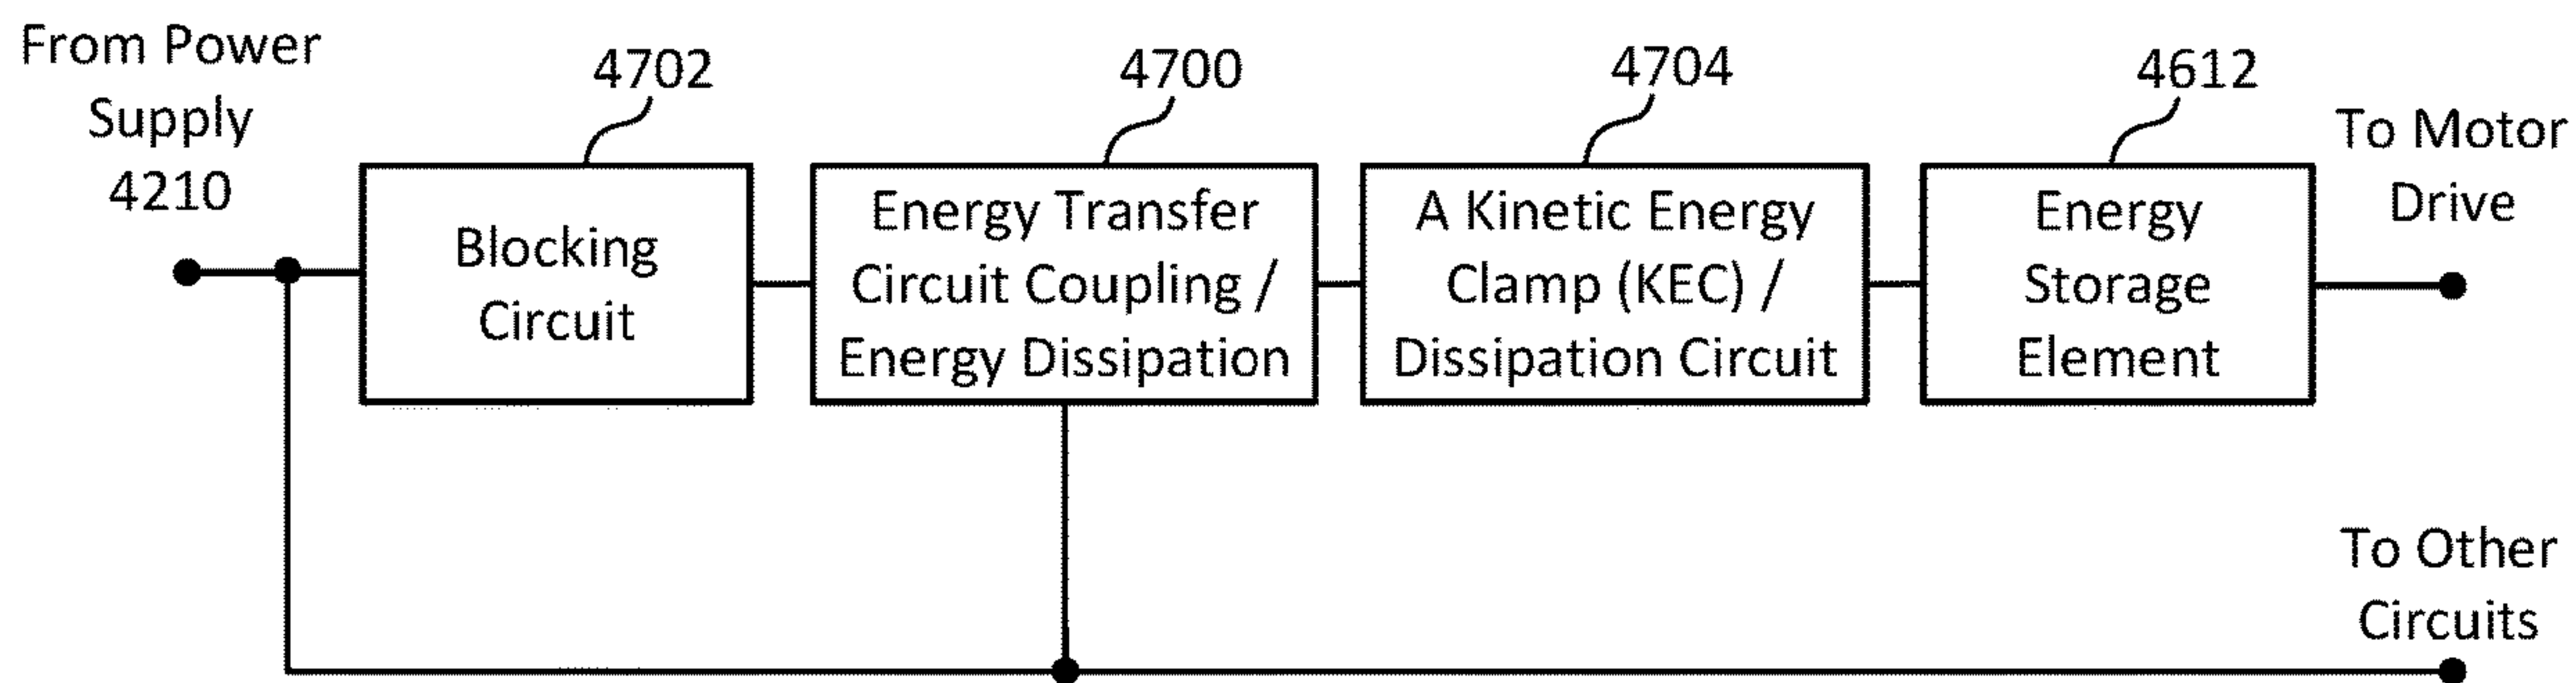 From Power
Supply
4210
4702
4700
4704
4612
Blocking
Circuit
Energy Transfer
Circuit Coupling /
Energy Dissipation
A Kinetic Energy
Clamp (KEC) /
Dissipation Circuit
Energy
Storage
Element
To Motor
Drive
To Other
Circuits